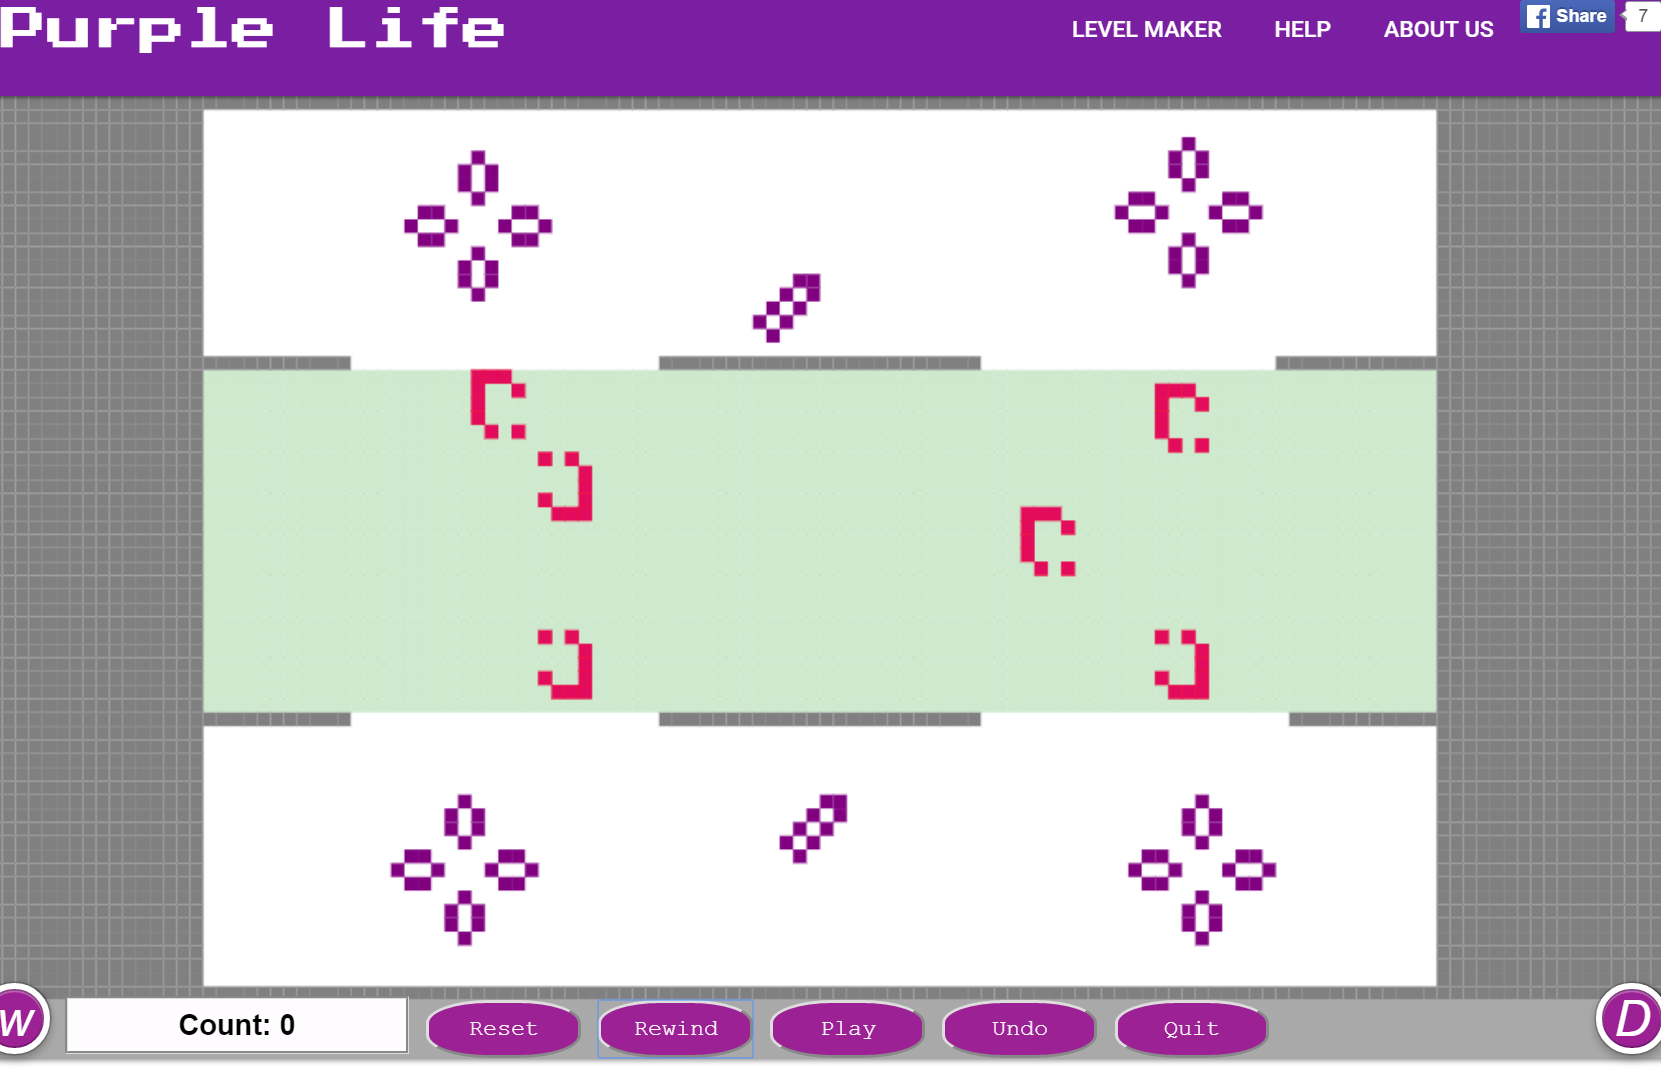 Purple Life
LEVEL MAKER HELP ABOUT US
Share 7
W Count: 0 Reset Rewind Play Undo Quit D